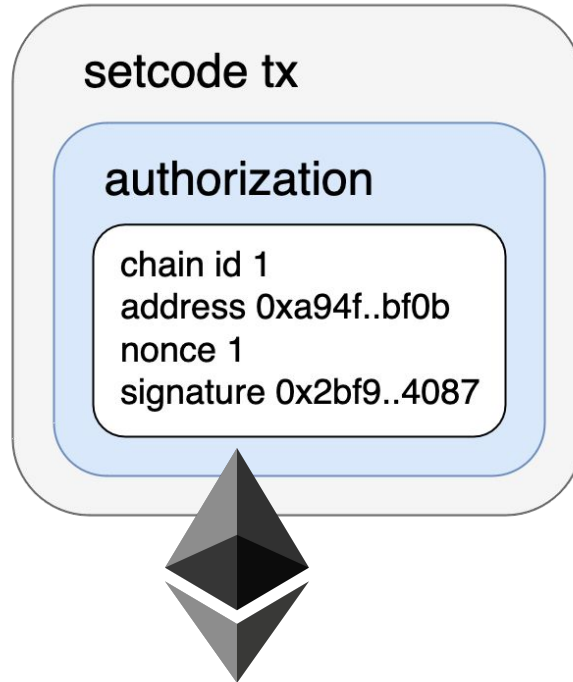 setcode tx
authorization
chain id 1
address 0xa94f..bf0b
nonce 1
signature 0x2bf9..4087